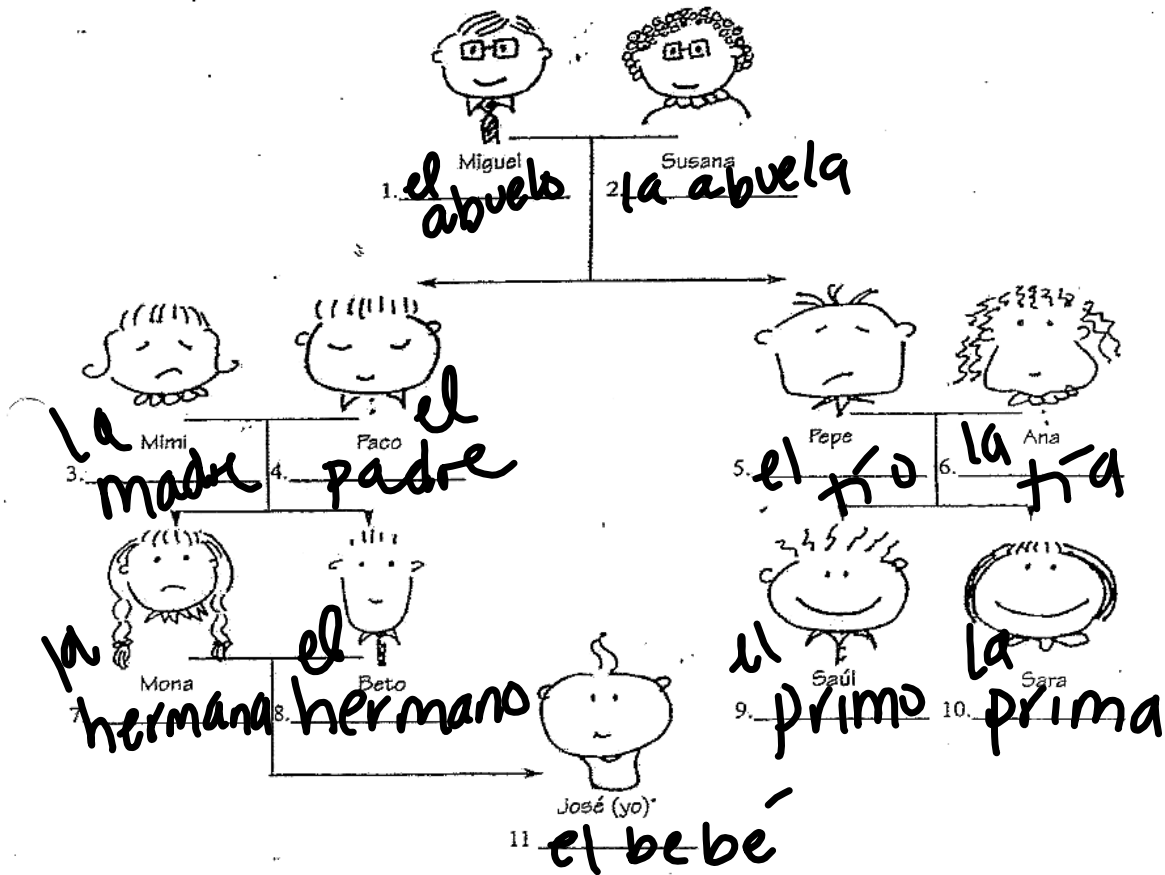 Miguel
Susana
1. el abuelo
2. la abuela
Mimi
Paco
3. la madre
4. el padre
Pepe
Ana
5. el tío
6. la tía
Mona
Beto
7. la hermana
8. el hermano
Saúl
Sara
9. el primo
10. la prima
José (yo)
11 el bebé